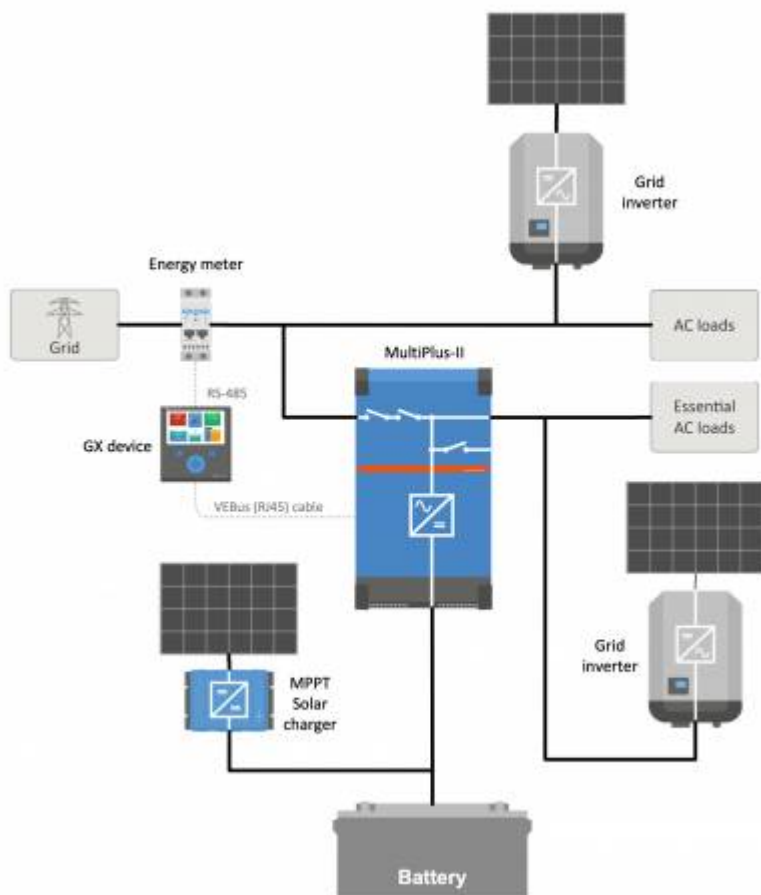 Grid
inverter
Energy meter
Grid
AC loads
MultiPlus-II
RS-485
Essential
AC loads
GX device
VEBus (RJ45) cable
MPPT
Solar
charger
Grid
inverter
Battery